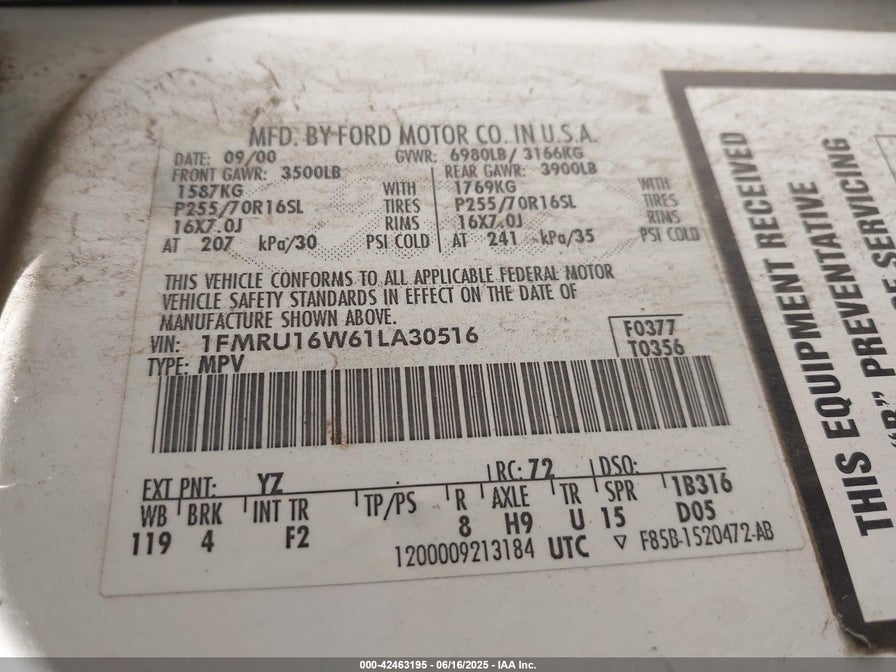 MFD. BY FORD MOTOR CO. IN U.S.A.
DATE: 09/00 GVWR: 6980LB/ 3166KG
FRONT GAWR: 3500LB REAR GAWR: 3900LB
1587KG WITH 1769KG WITH
P255/70R16SL TIRES P255/70R16SL TIRES
16X7.0J RIMS 16X7.0J RIMS
AT 207 kPa/30 PSI COLD AT 241 kPa/35 PSI COLD
THIS VEHICLE CONFORMS TO ALL APPLICABLE FEDERAL MOTOR
VEHICLE SAFETY STANDARDS IN EFFECT ON THE DATE OF
MANUFACTURE SHOWN ABOVE.
VIN: 1FMRU16W61LA30516 F0377
TYPE: MPV T0356
EXT PNT: YZ RC: 72 DSO:
WB BRK INT TR TP/PS R AXLE TR SPR 1B316
119 4 F2 8 H9 U 15 D05
1200009213184 UTC ▽ F85B-1520472-AB
THIS EQUIPMENT RECEIVED
PREVENTATIVE
SERVICING
000-42463195 - 06/16/2025 - IAA Inc.